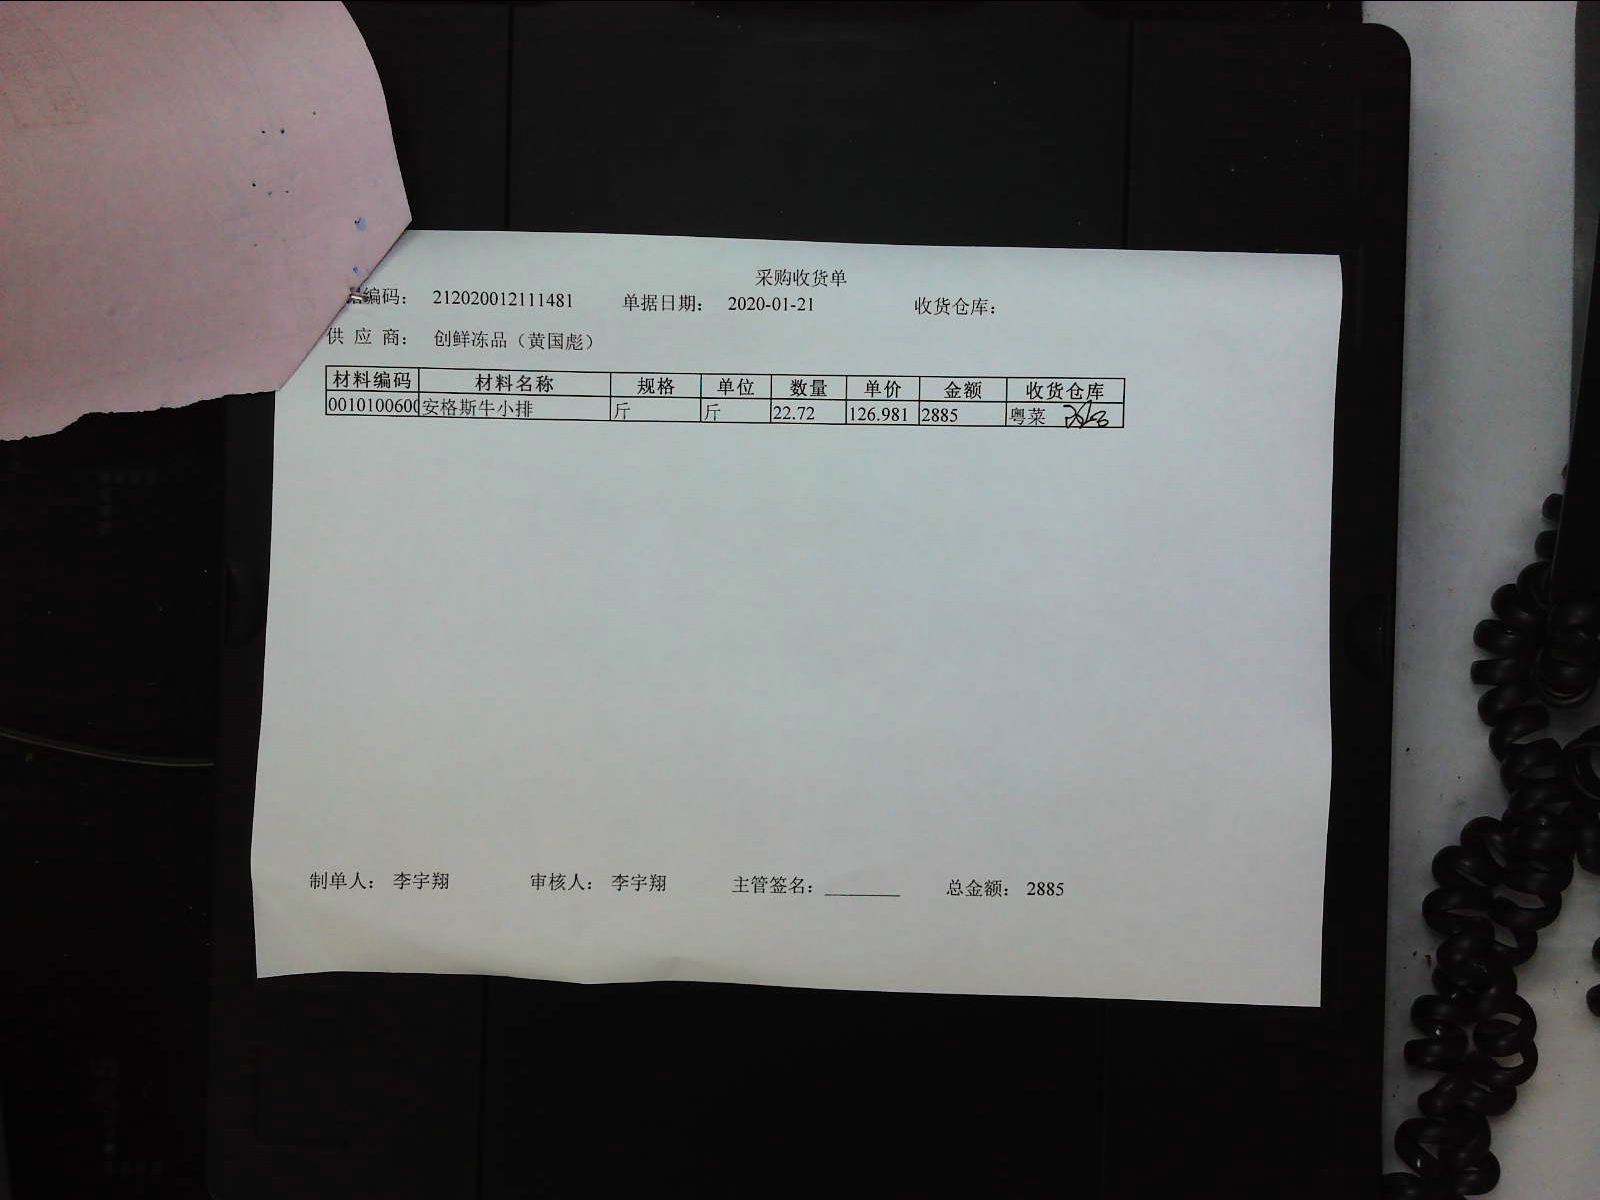 采购收货单
编码： 212020012111481 单据日期： 2020-01-21 收货仓库：
供 应 商： 创鲜冻品（黄国彪）
材料编码 材料名称 规格 单位 数量 单价 金额 收货仓库
0010100600 安格斯牛小排 斤 斤 22.72 126.981 2885 粤菜
制单人： 李宇翔 审核人： 李宇翔 主管签名： 总金额： 2885